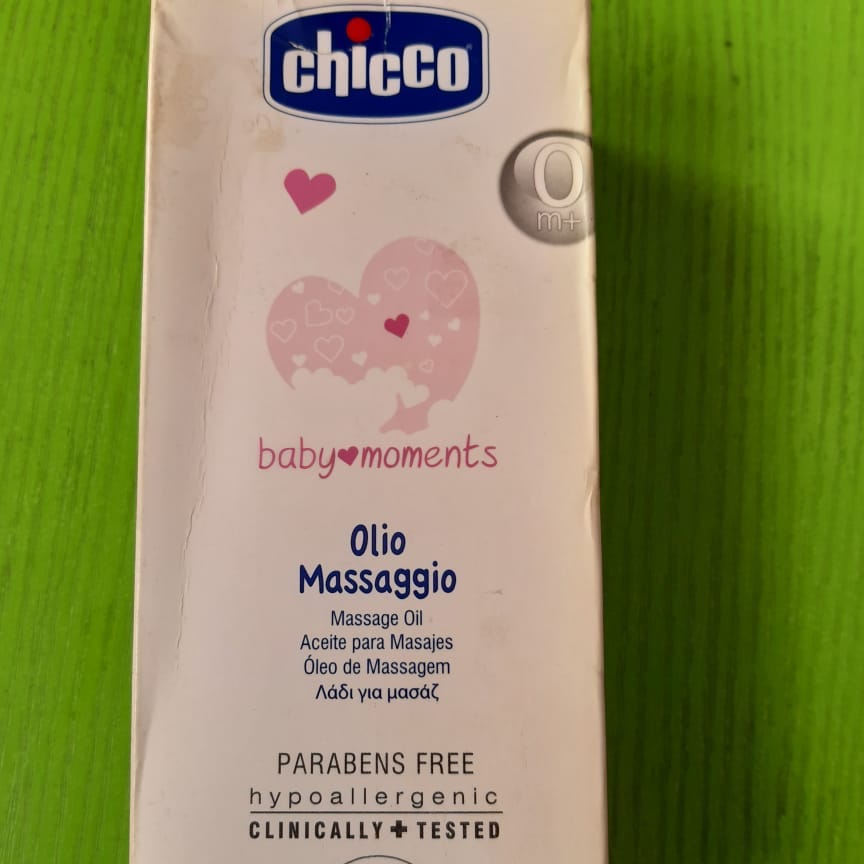 chicco
0
m+
baby moments
Olio
Massaggio
Massage Oil
Aceite para Masajes
Óleo de Massagem
Λάδι για μασάζ
PARABENS FREE
hypoallergenic
CLINICALLY + TESTED